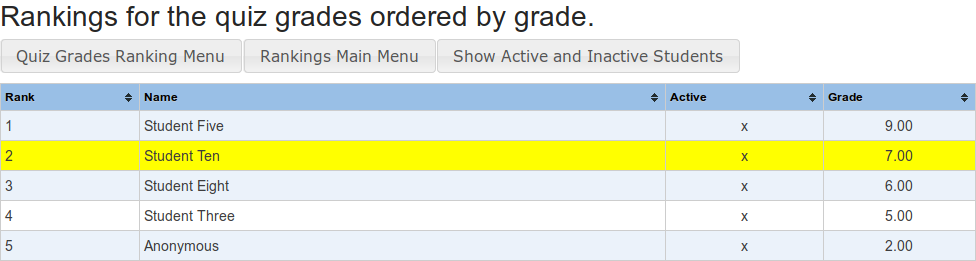 Rankings for the quiz grades ordered by grade.
Quiz Grades Ranking Menu Rankings Main Menu Show Active and Inactive Students
Rank Name Active Grade
1 Student Five x 9.00
2 Student Ten x 7.00
3 Student Eight x 6.00
4 Student Three x 5.00
5 Anonymous x 2.00